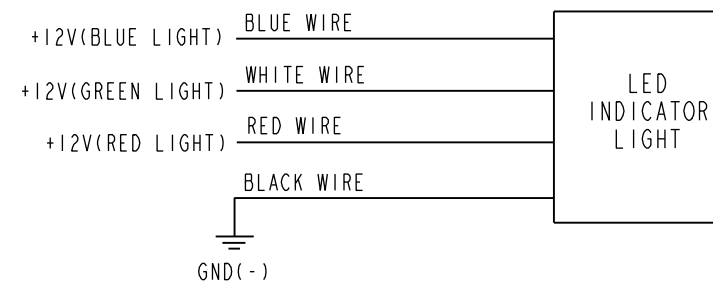 BLUE WIRE
+12V(BLUE LIGHT)
WHITE WIRE
+12V(GREEN LIGHT)
RED WIRE
+12V(RED LIGHT)
BLACK WIRE
GND(-)
LED
INDICATOR
LIGHT